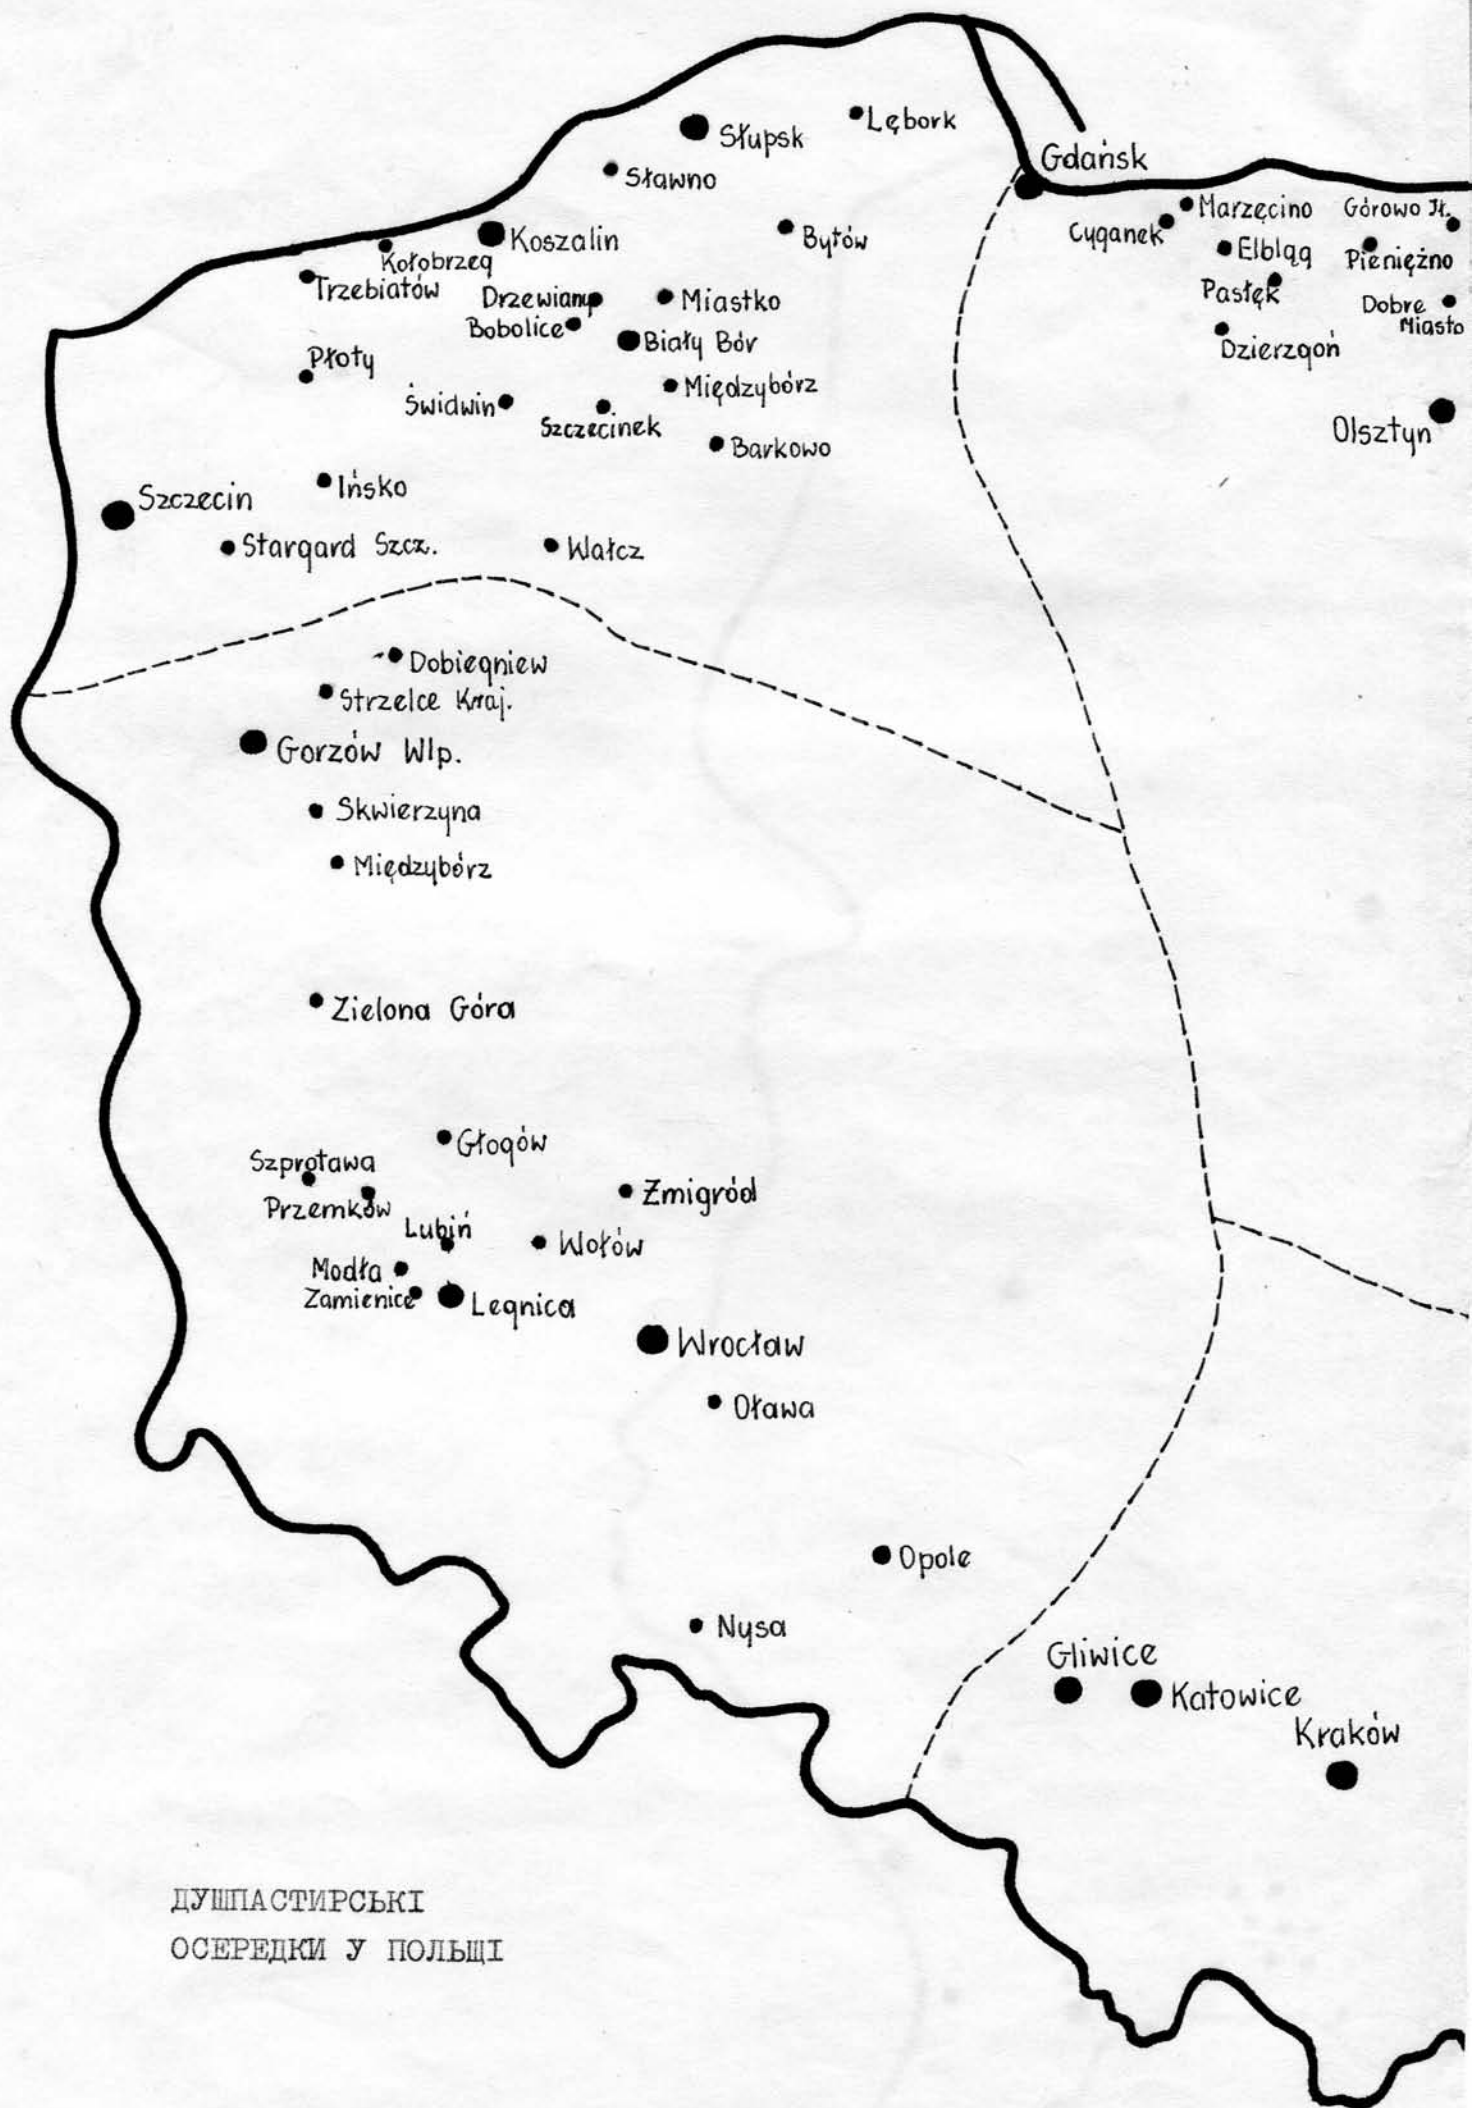 Słupsk
Lębork
Sławno
Gdańsk
Koszalin
Bytów
Cyganek
Marzęcino
Górowo Ił.
Kołobrzeg
Elbląg
Pieniężno
Trzebiatów
Drzewiany
Miastko
Pasłęk
Dobre
Miasto
Bobolice
Biały Bór
Dzierzgoń
Płoty
Świdwin
Szczecinek
Międzybórz
Barkowo
Olsztyn
Szczecin
Ińsko
Stargard Szcz.
Wałcz
Dobiegniew
Strzelce Kraj.
Gorzów Wlp.
Skwierzyna
Międzybórz
Zielona Góra
Głogów
Szprotawa
Przemków
Żmigród
Lubiń
Wołów
Modła
Zamienice
Legnica
Wrocław
Oława
Opole
Nysa
Gliwice
Katowice
Kraków
ДУШПАСТИРСЬКІ
ОСЕРЕДКИ У ПОЛЬЩІ